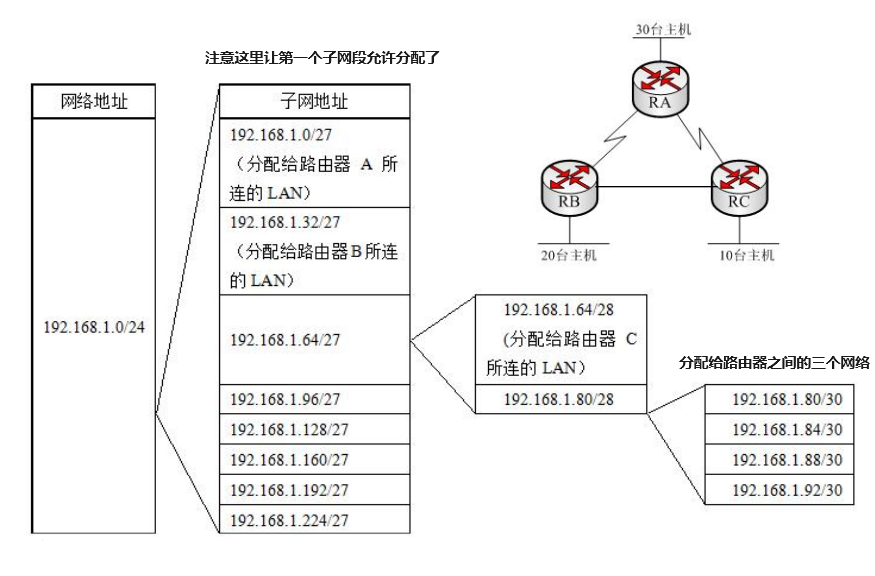 30台主机
注意这里让第一个子网段允许分配了
RA
RB
RC
20台主机
10台主机
网络地址
192.168.1.0/24
子网地址
192.168.1.0/27
（分配给路由器 A 所
连的 LAN）
192.168.1.32/27
（分配给路由器B所连
的 LAN）
192.168.1.64/27
192.168.1.96/27
192.168.1.128/27
192.168.1.160/27
192.168.1.192/27
192.168.1.224/27
192.168.1.64/28
(分配给路由器 C
所连的 LAN）
192.168.1.80/28
分配给路由器之间的三个网络
192.168.1.80/30
192.168.1.84/30
192.168.1.88/30
192.168.1.92/30